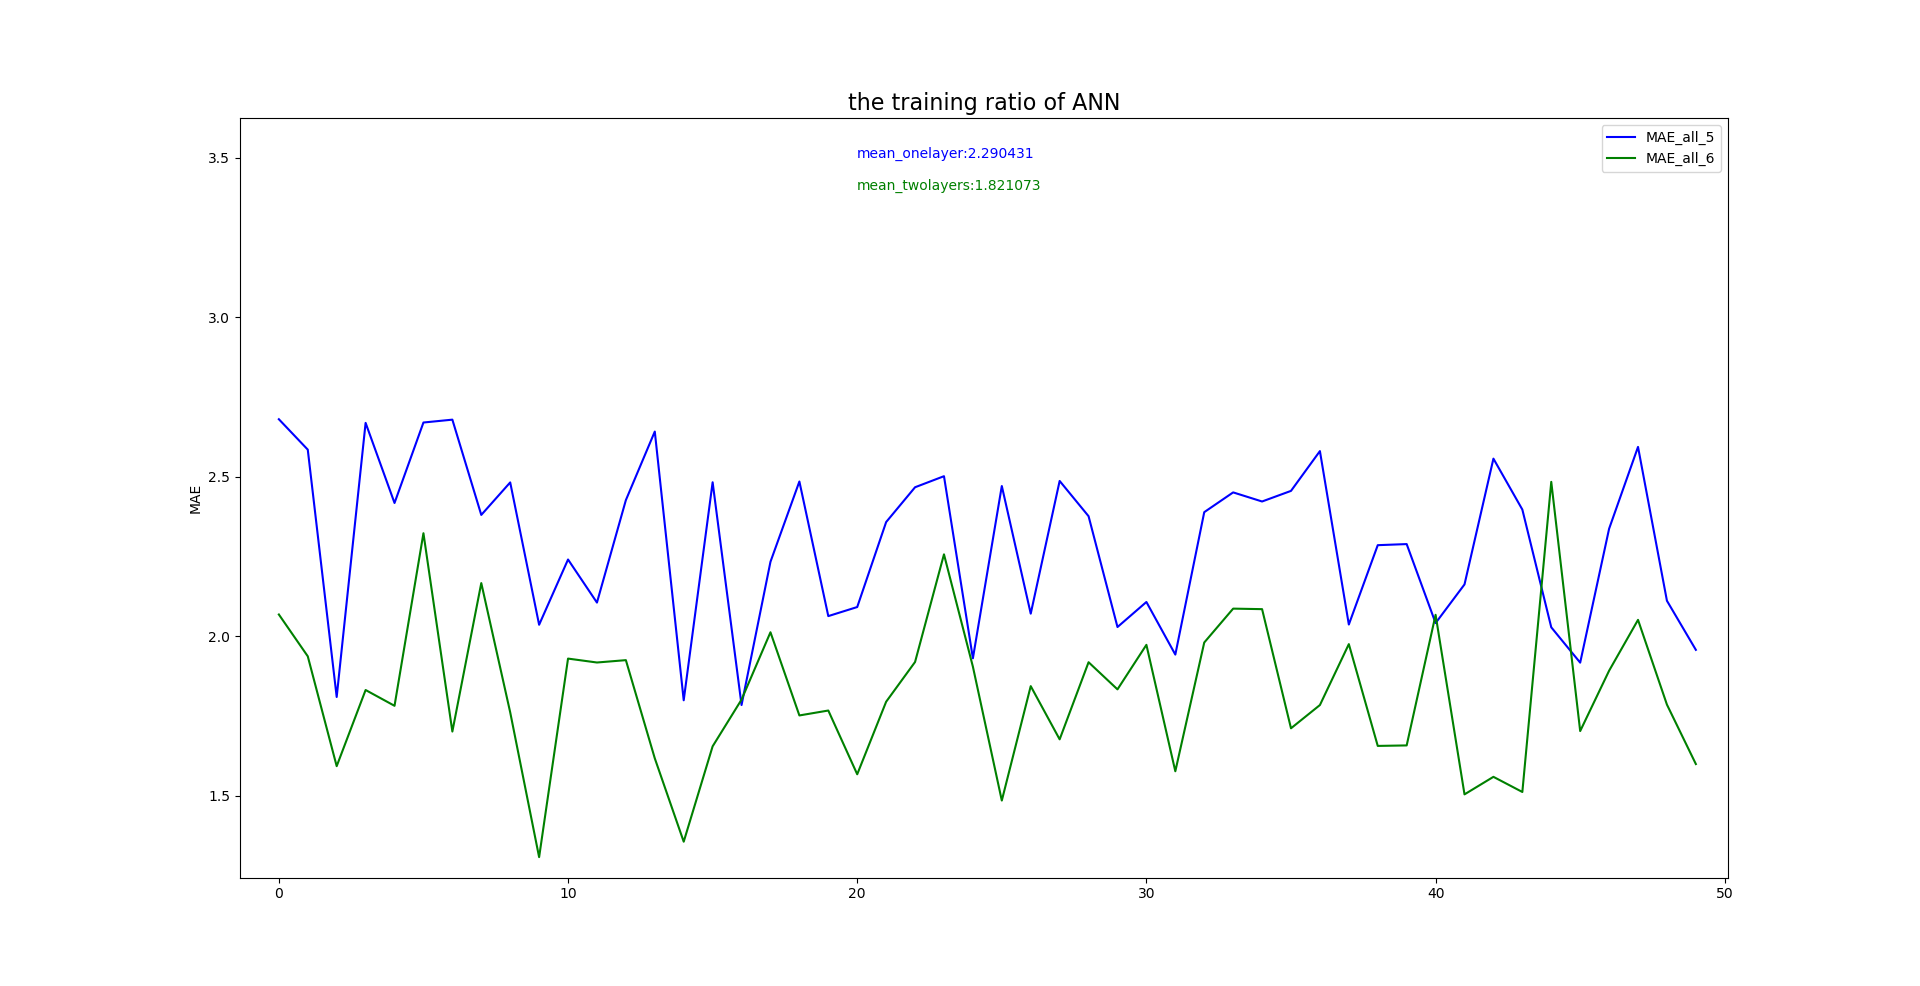 the training ratio of ANN
mean_onelayer:2.290431
mean_twolayers:1.821073
MAE_all_5
MAE_all_6
MAE
3.5
3.0
2.5
2.0
1.5
0
10
20
30
40
50